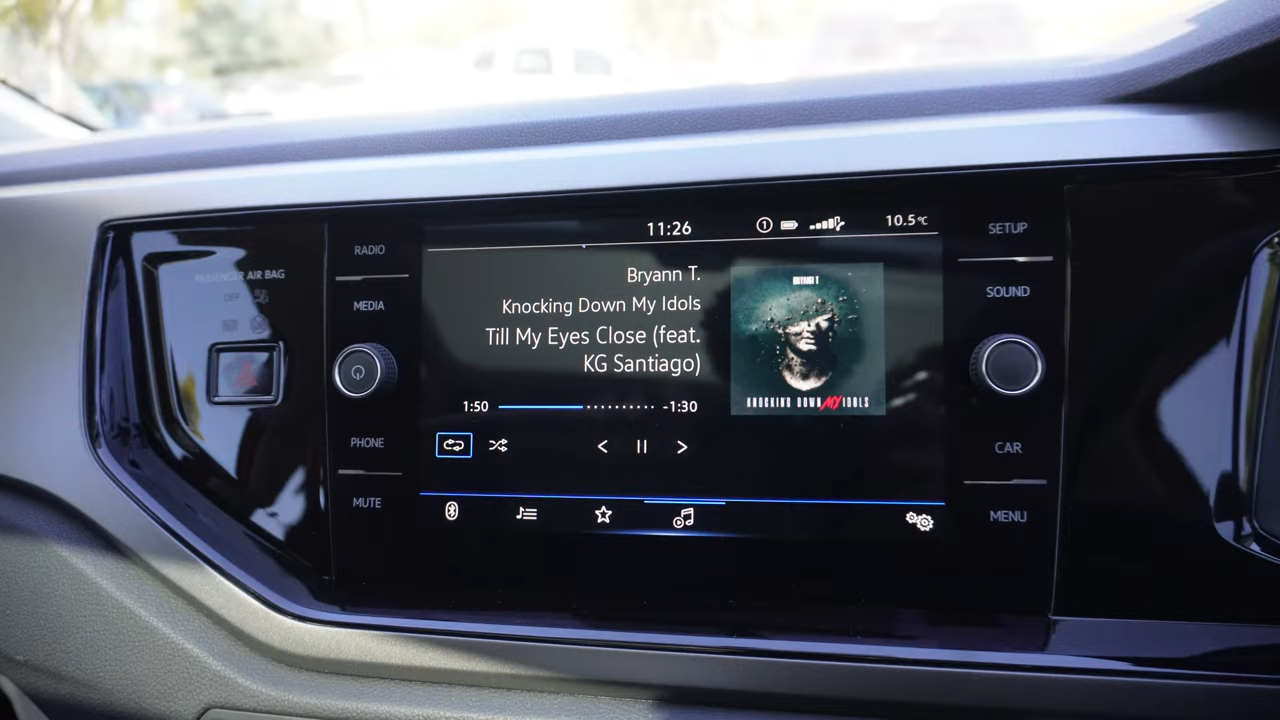 PASSENGER AIR BAG
OFF
RADIO
MEDIA
PHONE
MUTE
11:26
1
10.5°C
Bryann T.
Knocking Down My Idols
Till My Eyes Close (feat.
KG Santiago)
1:50
-1:30
BRYANN T
KNOCKING DOWN MY IDOLS
SETUP
SOUND
CAR
MENU